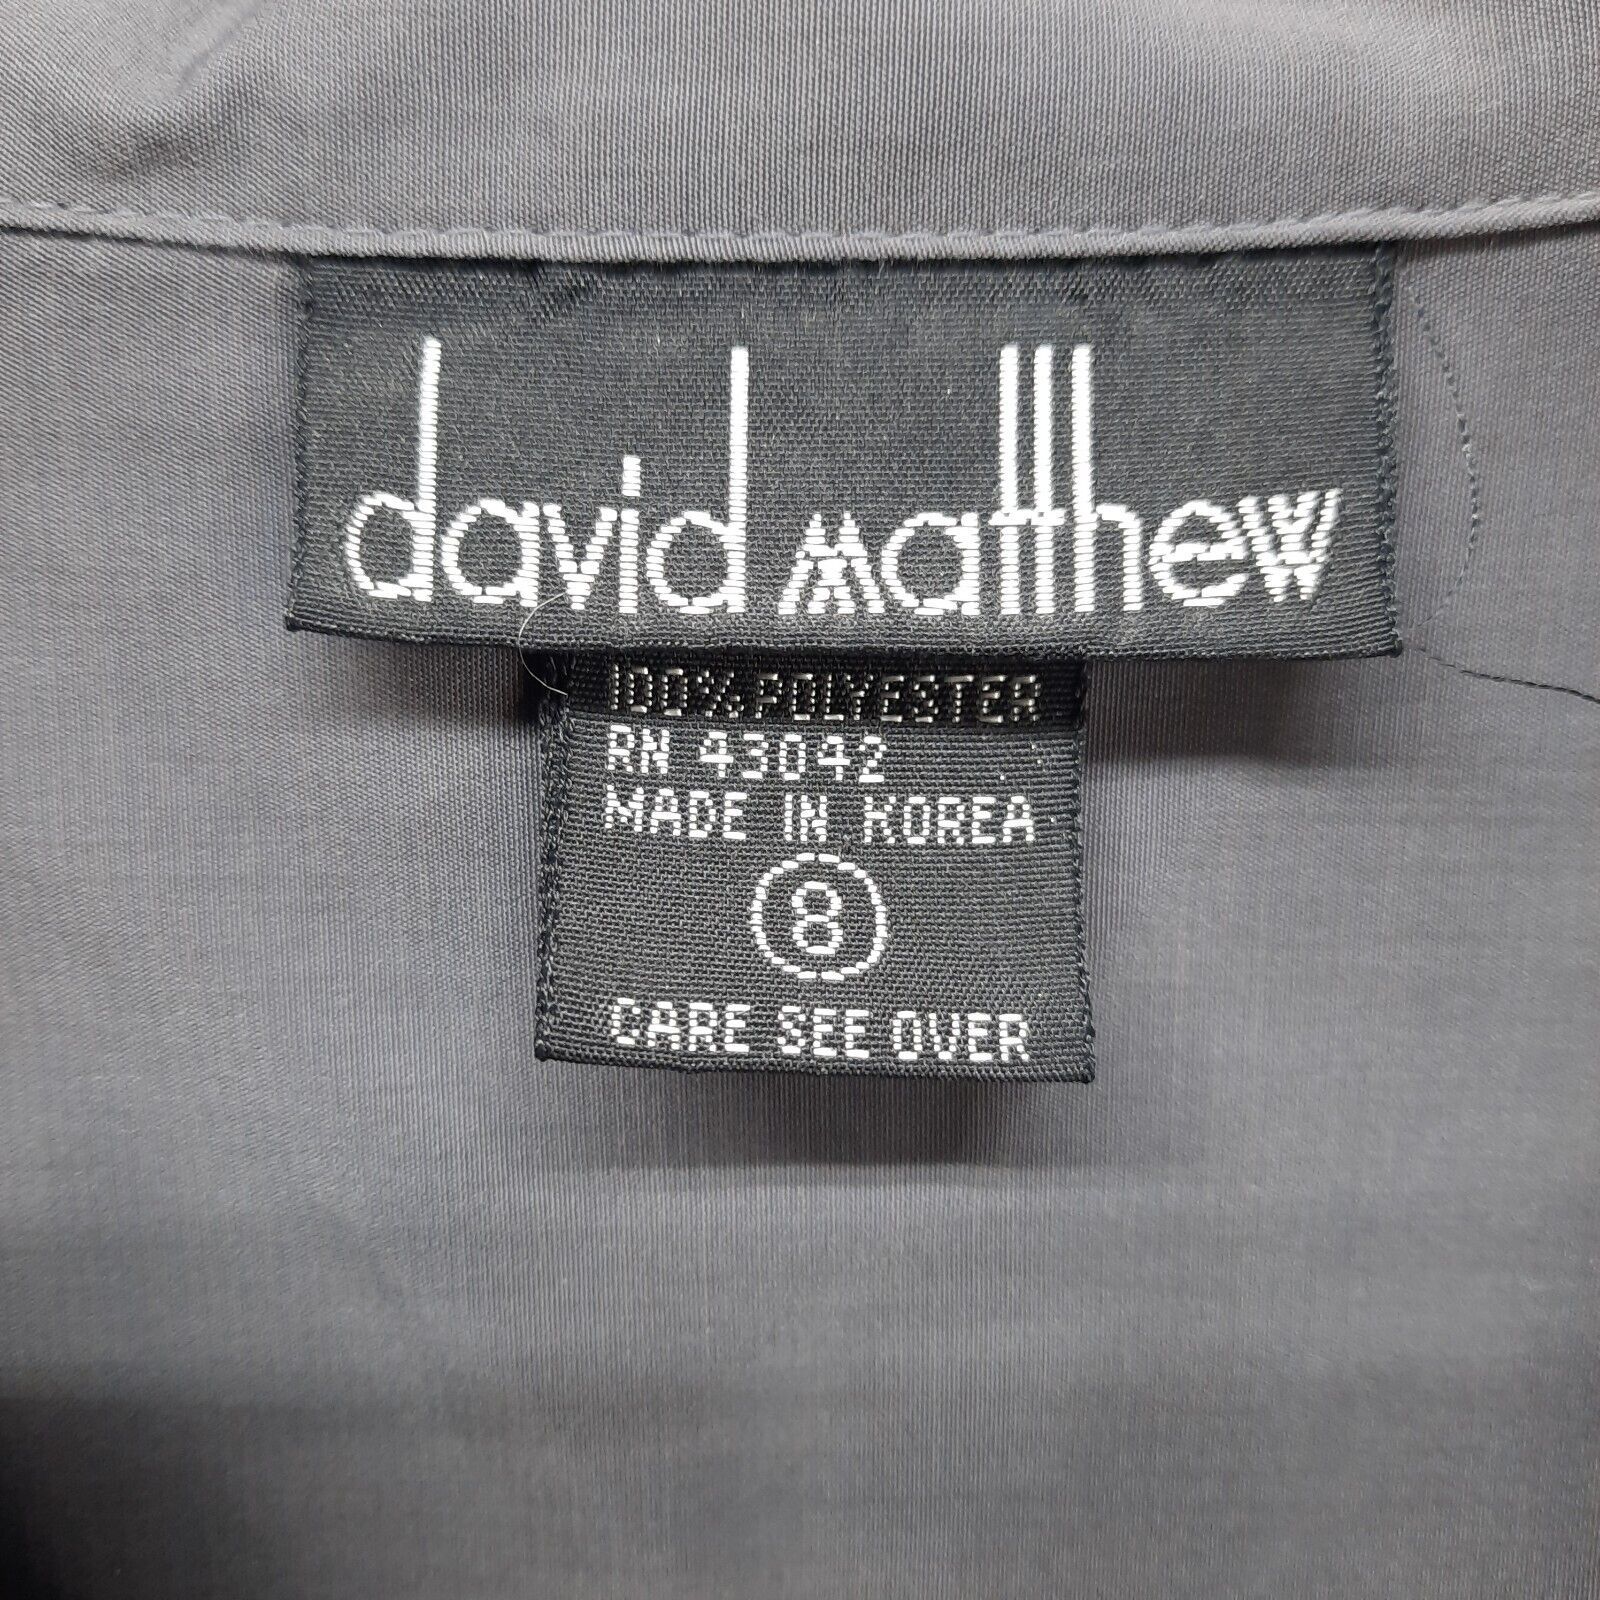 david matthew
100% POLYESTER
RN 43042
MADE IN KOREA
8
CARE SEE OVER